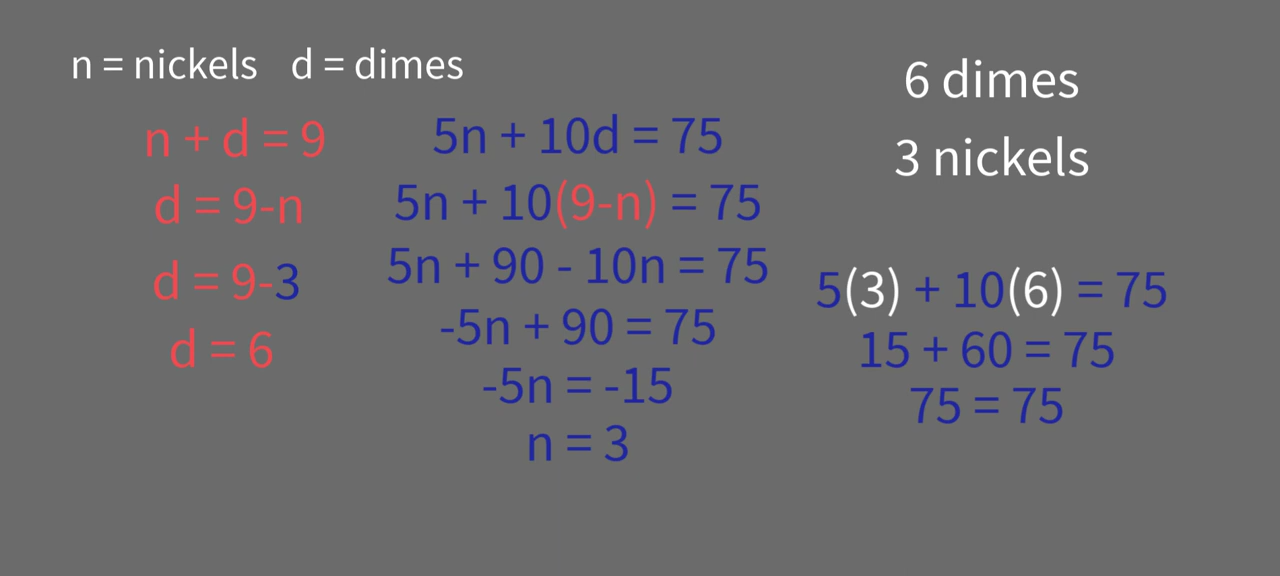 n = nickels d = dimes
n + d = 9
d = 9-n
d = 9-3
d = 6
5n + 10d = 75
5n + 10(9-n) = 75
5n + 90 - 10n = 75
-5n + 90 = 75
-5n = -15
n = 3
6 dimes
3 nickels
5(3) + 10(6) = 75
15 + 60 = 75
75 = 75